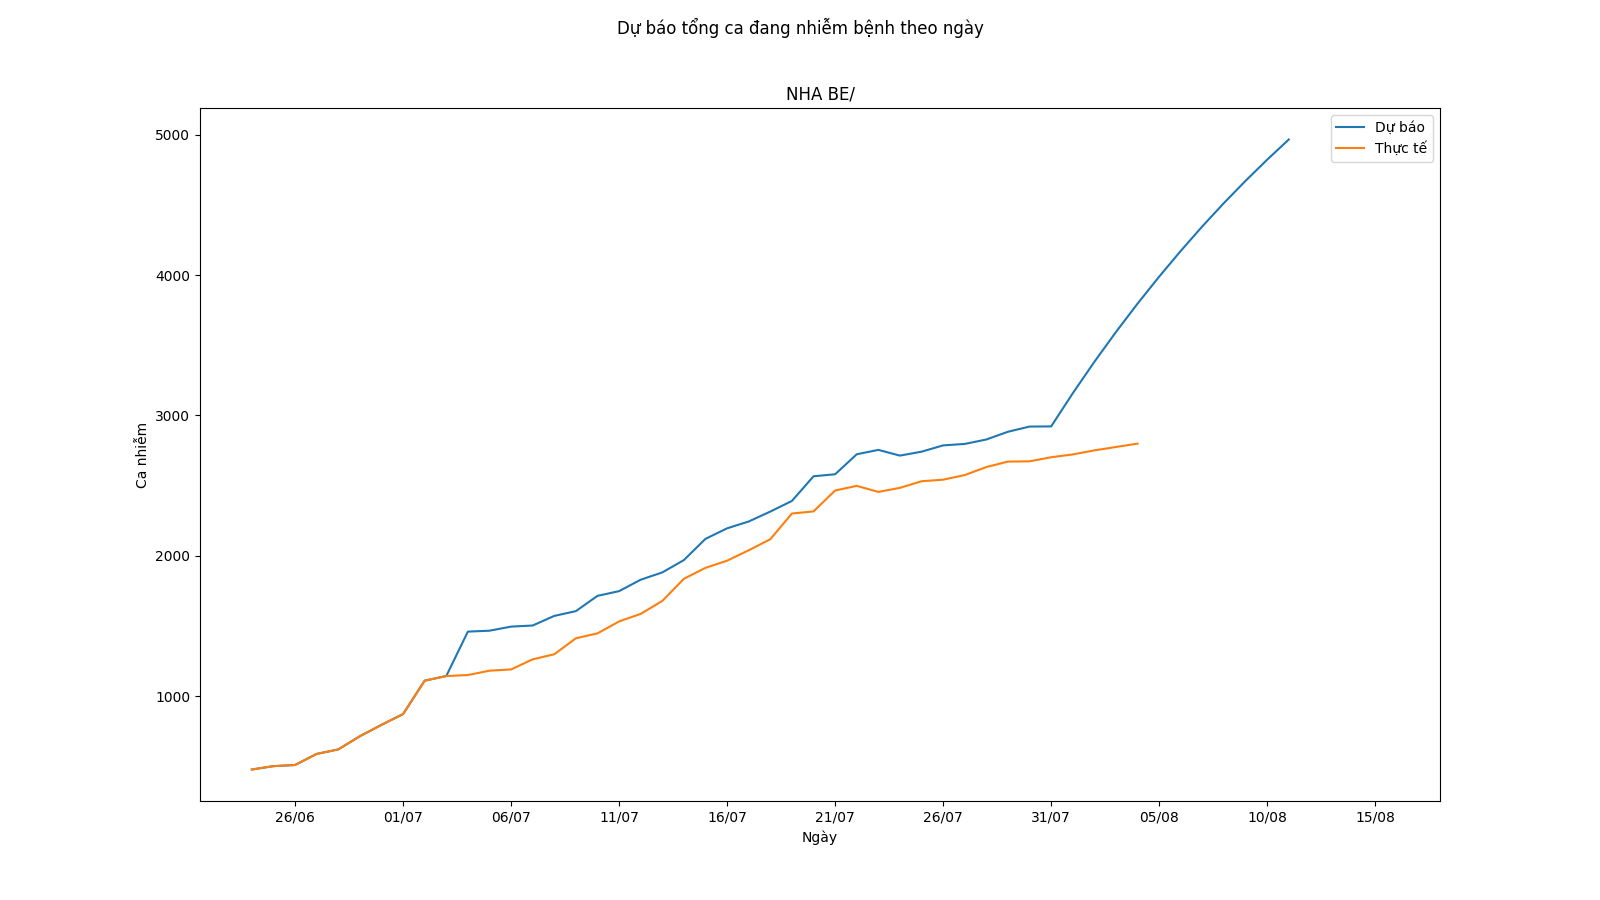 Dự báo tổng ca đang nhiễm bệnh theo ngày
NHA BE/
Dự báo
Thực tế
5000
4000
3000
2000
1000
Ca nhiễm
26/06 01/07 06/07 11/07 16/07 21/07 26/07 31/07 05/08 10/08 15/08
Ngày